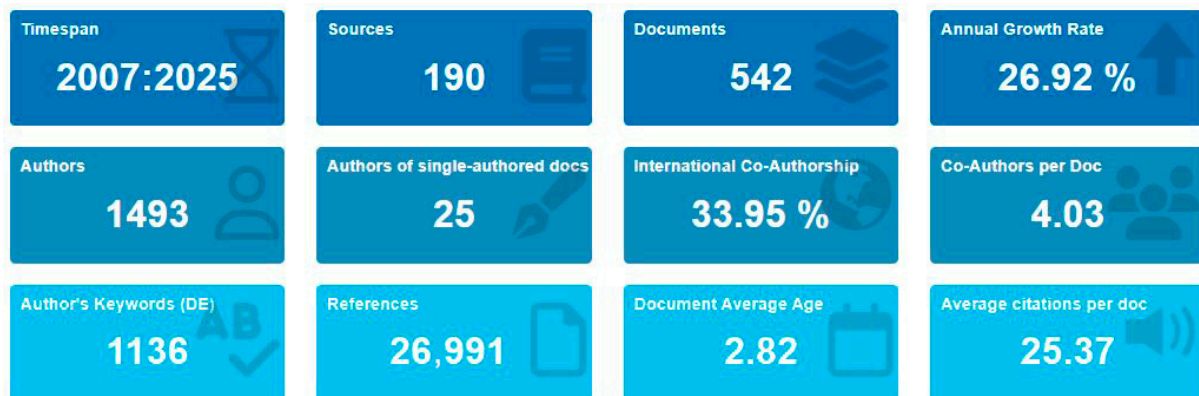 Timespan
2007:2025
Sources
190
Documents
542
Annual Growth Rate
26.92 %
Authors
1493
Authors of single-authored docs
25
International Co-Authorship
33.95 %
Co-Authors per Doc
4.03
Author's Keywords (DE)
AB
1136
References
26,991
Document Average Age
2.82
Average citations per doc
25.37